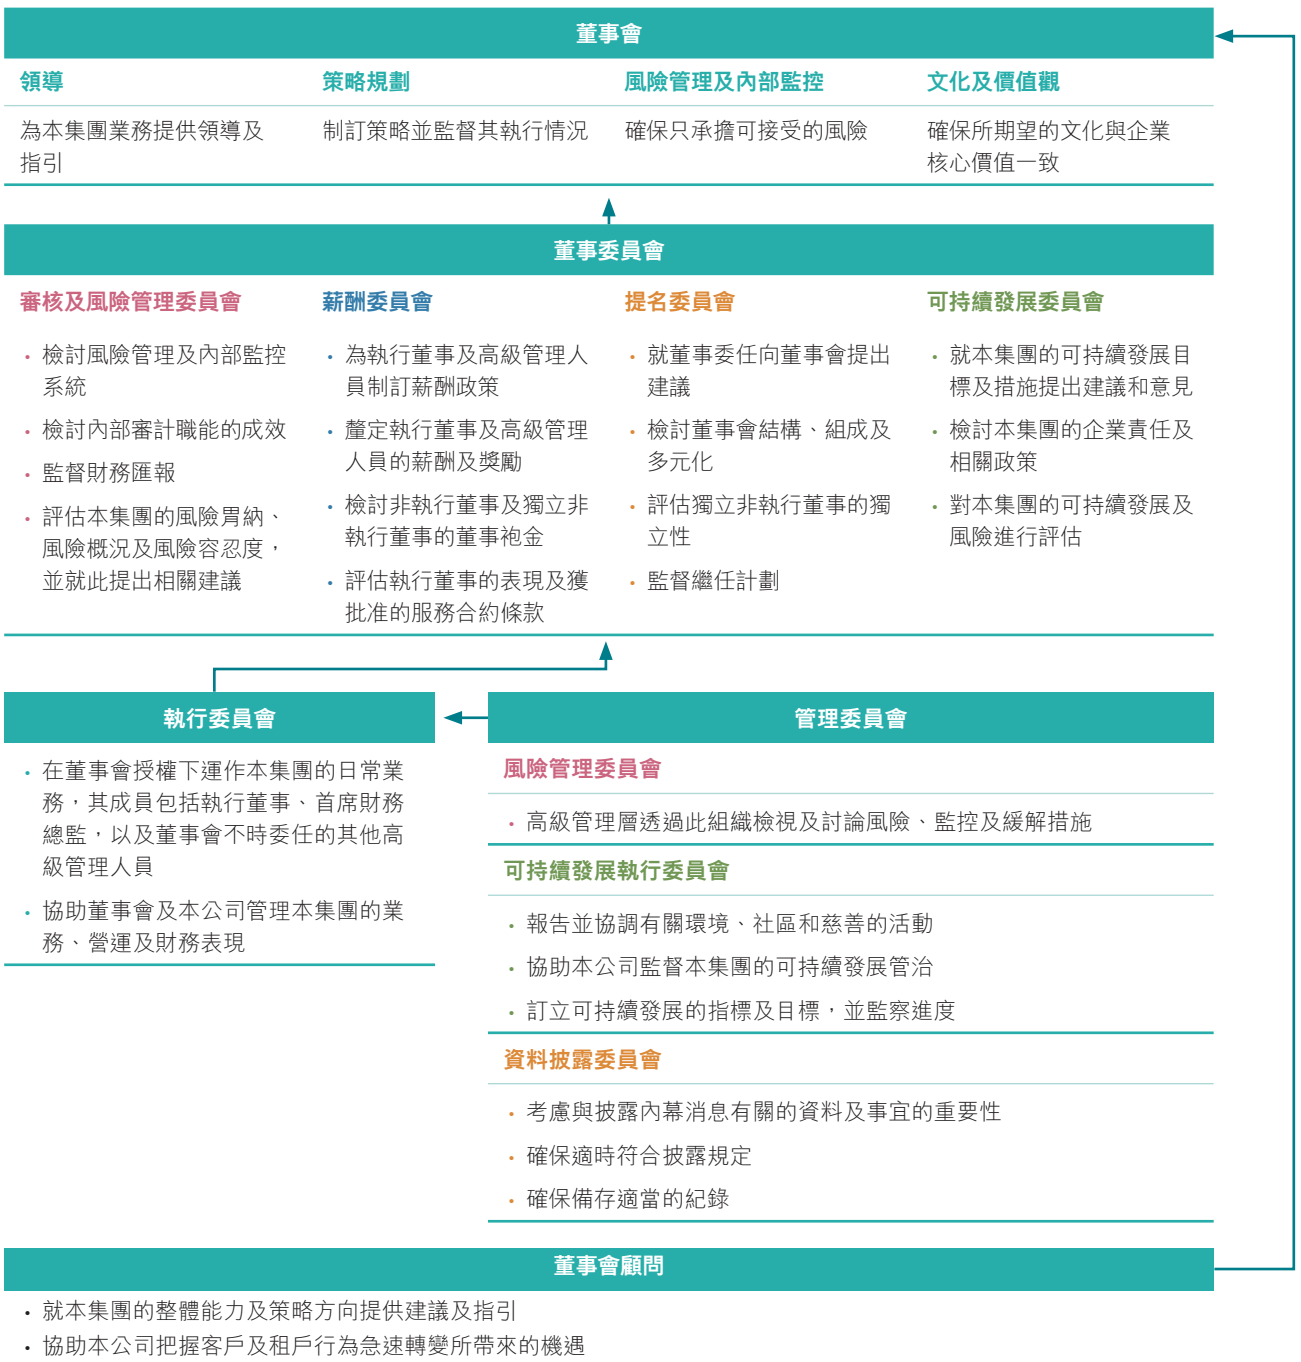 董事會
領導
為本集團業務提供領導及
指引
策略規劃
制訂策略並監督其執行情況
風險管理及內部監控
確保只承擔可接受的風險
文化及價值觀
確保所期望的文化與企業
核心價值一致
董事委員會
審核及風險管理委員會
• 檢討風險管理及內部監控
系統
• 檢討內部審計職能的成效
• 監督財務匯報
• 評估本集團的風險胃納、
風險概況及風險容忍度，
並就此提出相關建議
薪酬委員會
• 為執行董事及高級管理人
員制訂薪酬政策
• 釐定執行董事及高級管理
人員的薪酬及獎勵
• 檢討非執行董事及獨立非
執行董事的董事袍金
• 評估執行董事的表現及獲
批准的服務合約條款
提名委員會
• 就董事委任向董事會提出
建議
• 檢討董事會結構、組成及
多元化
• 評估獨立非執行董事的獨
立性
• 監督繼任計劃
可持續發展委員會
• 就本集團的可持續發展目
標及措施提出建議和意見
• 檢討本集團的企業責任及
相關政策
• 對本集團的可持續發展及
風險進行評估
執行委員會
• 在董事會授權下運作本集團的日常業
務，其成員包括執行董事、首席財務
總監，以及董事會不時委任的其他高
級管理人員
• 協助董事會及本公司管理本集團的業
務、營運及財務表現
管理委員會
風險管理委員會
• 高級管理層透過此組織檢視及討論風險、監控及緩解措施
可持續發展執行委員會
• 報告並協調有關環境、社區和慈善的活動
• 協助本公司監督本集團的可持續發展管治
• 訂立可持續發展的指標及目標，並監察進度
資料披露委員會
• 考慮與披露內幕消息有關的資料及事宜的重要性
• 確保適時符合披露規定
• 確保備存適當的紀錄
董事會顧問
• 就本集團的整體能力及策略方向提供建議及指引
• 協助本公司把握客戶及租戶行為急速轉變所帶來的機遇